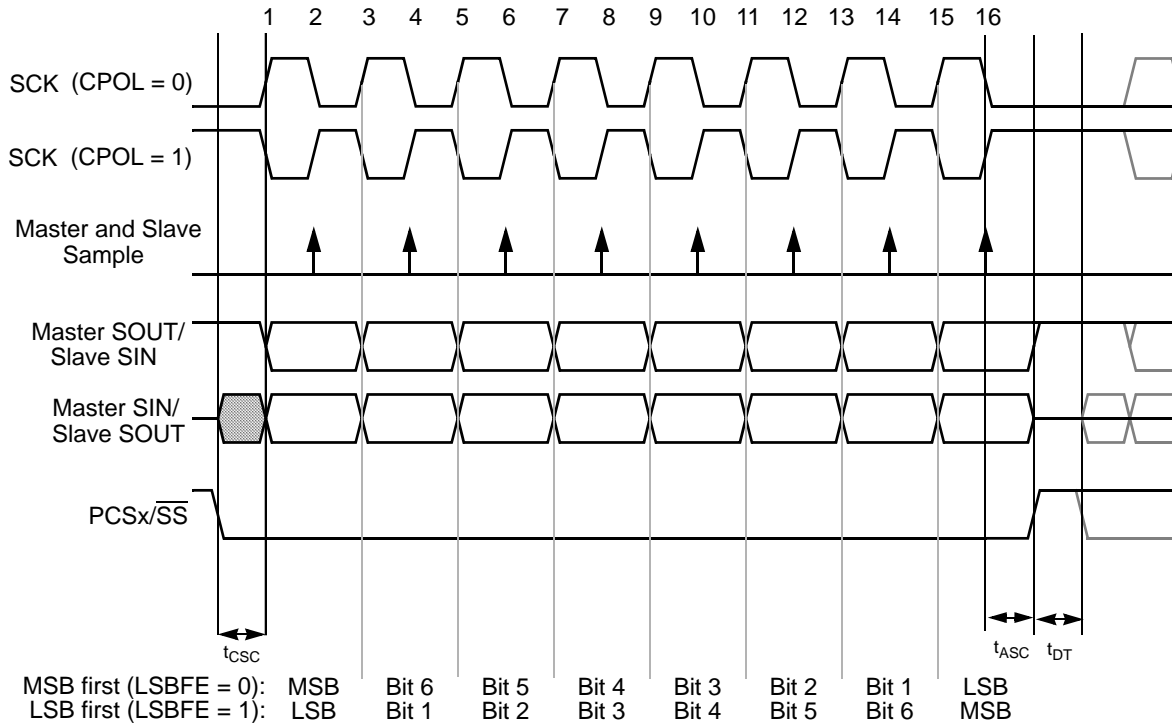 1 2 3 4 5 6 7 8 9 10 11 12 13 14 15 16
SCK (CPOL = 0)
SCK (CPOL = 1)
Master and Slave
Sample
Master SOUT/
Slave SIN
Master SIN/
Slave SOUT
PCSx/SS
tCSC tASC tDT
MSB first (LSBFE = 0): MSB Bit 6 Bit 5 Bit 4 Bit 3 Bit 2 Bit 1 LSB
LSB first (LSBFE = 1): LSB Bit 1 Bit 2 Bit 3 Bit 4 Bit 5 Bit 6 MSB